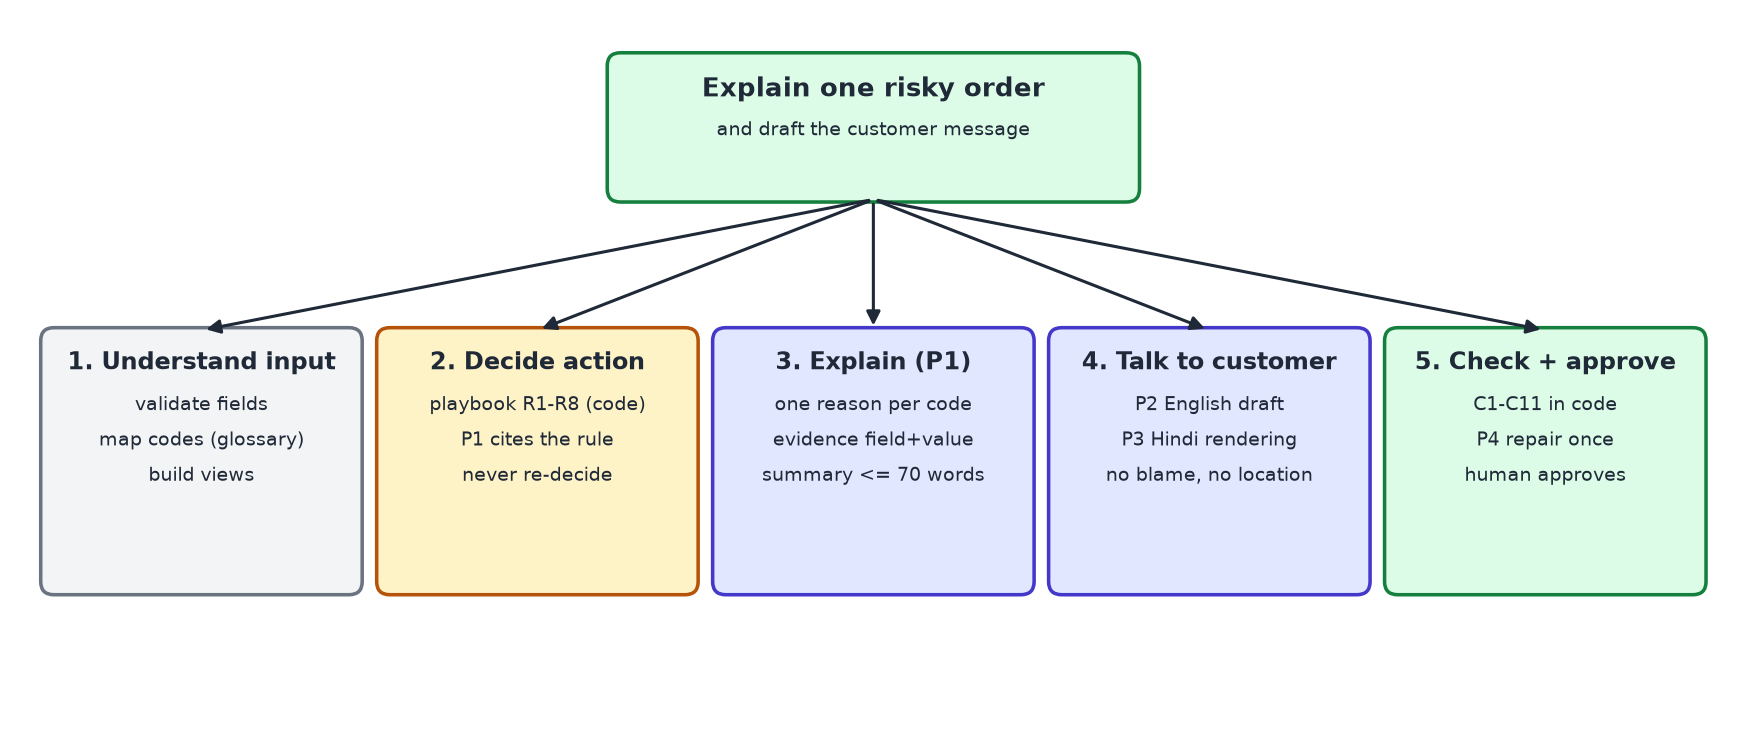 Explain one risky order
and draft the customer message
1. Understand input
validate fields
map codes (glossary)
build views
2. Decide action
playbook R1-R8 (code)
P1 cites the rule
never re-decide
3. Explain (P1)
one reason per code
evidence field+value
summary <= 70 words
4. Talk to customer
P2 English draft
P3 Hindi rendering
no blame, no location
5. Check + approve
C1-C11 in code
P4 repair once
human approves